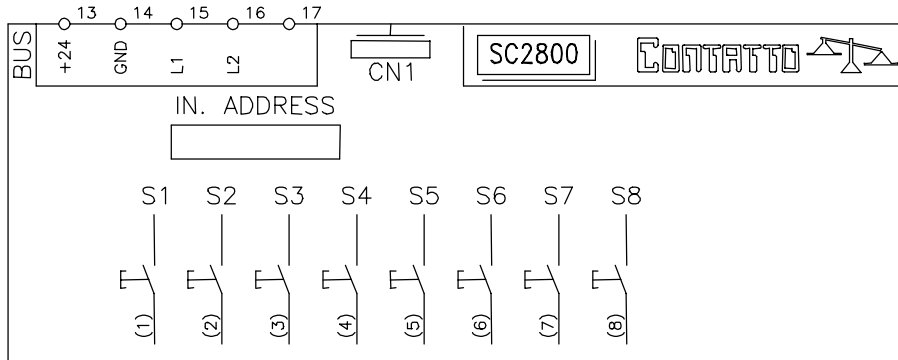 13 14 15 16 17
BUS +24 GND L1 L2
CN1
SC2800
CONTATTO
IN. ADDRESS
S1 S2 S3 S4 S5 S6 S7 S8
(1) (2) (3) (4) (5) (6) (7) (8)